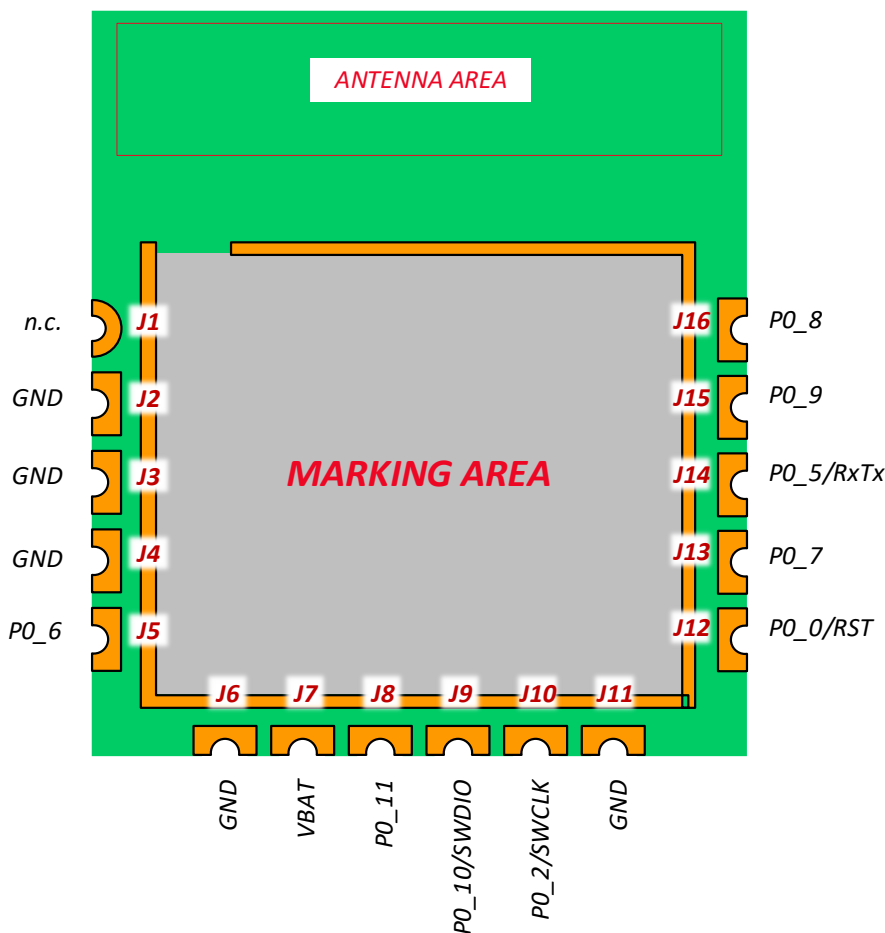 ANTENNA AREA
n.c.
J1
J16
P0_8
GND
J2
J15
P0_9
GND
J3
MARKING AREA
J14
P0_5/RxTx
GND
J4
J13
P0_7
P0_6
J5
J12
P0_0/RST
J6
J7
J8
J9
J10
J11
GND
VBAT
P0_11
P0_10/SWDIO
P0_2/SWCLK
GND